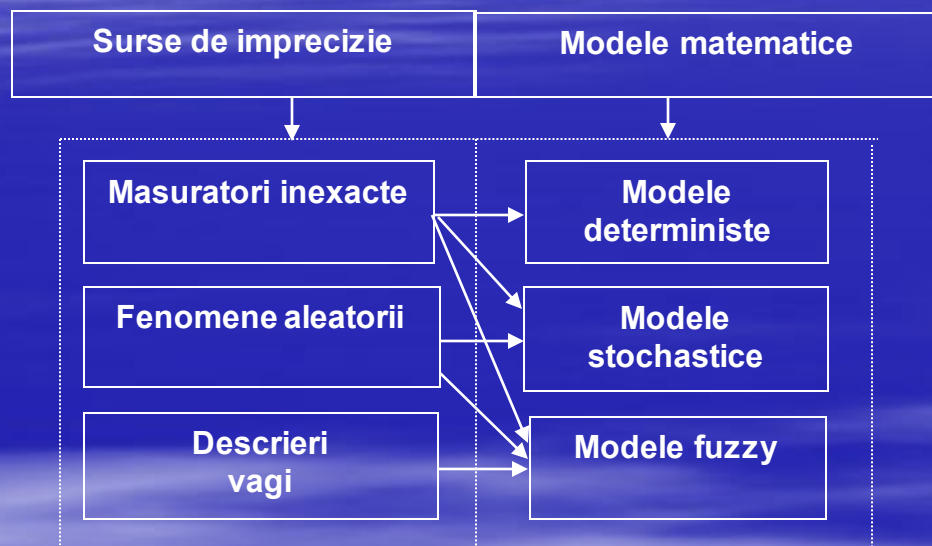 Surse de imprecizie
Modele matematice
Masuratori inexacte
Modele
deterministe
Fenomene aleatorii
Modele
stochastice
Descrieri
vagi
Modele fuzzy